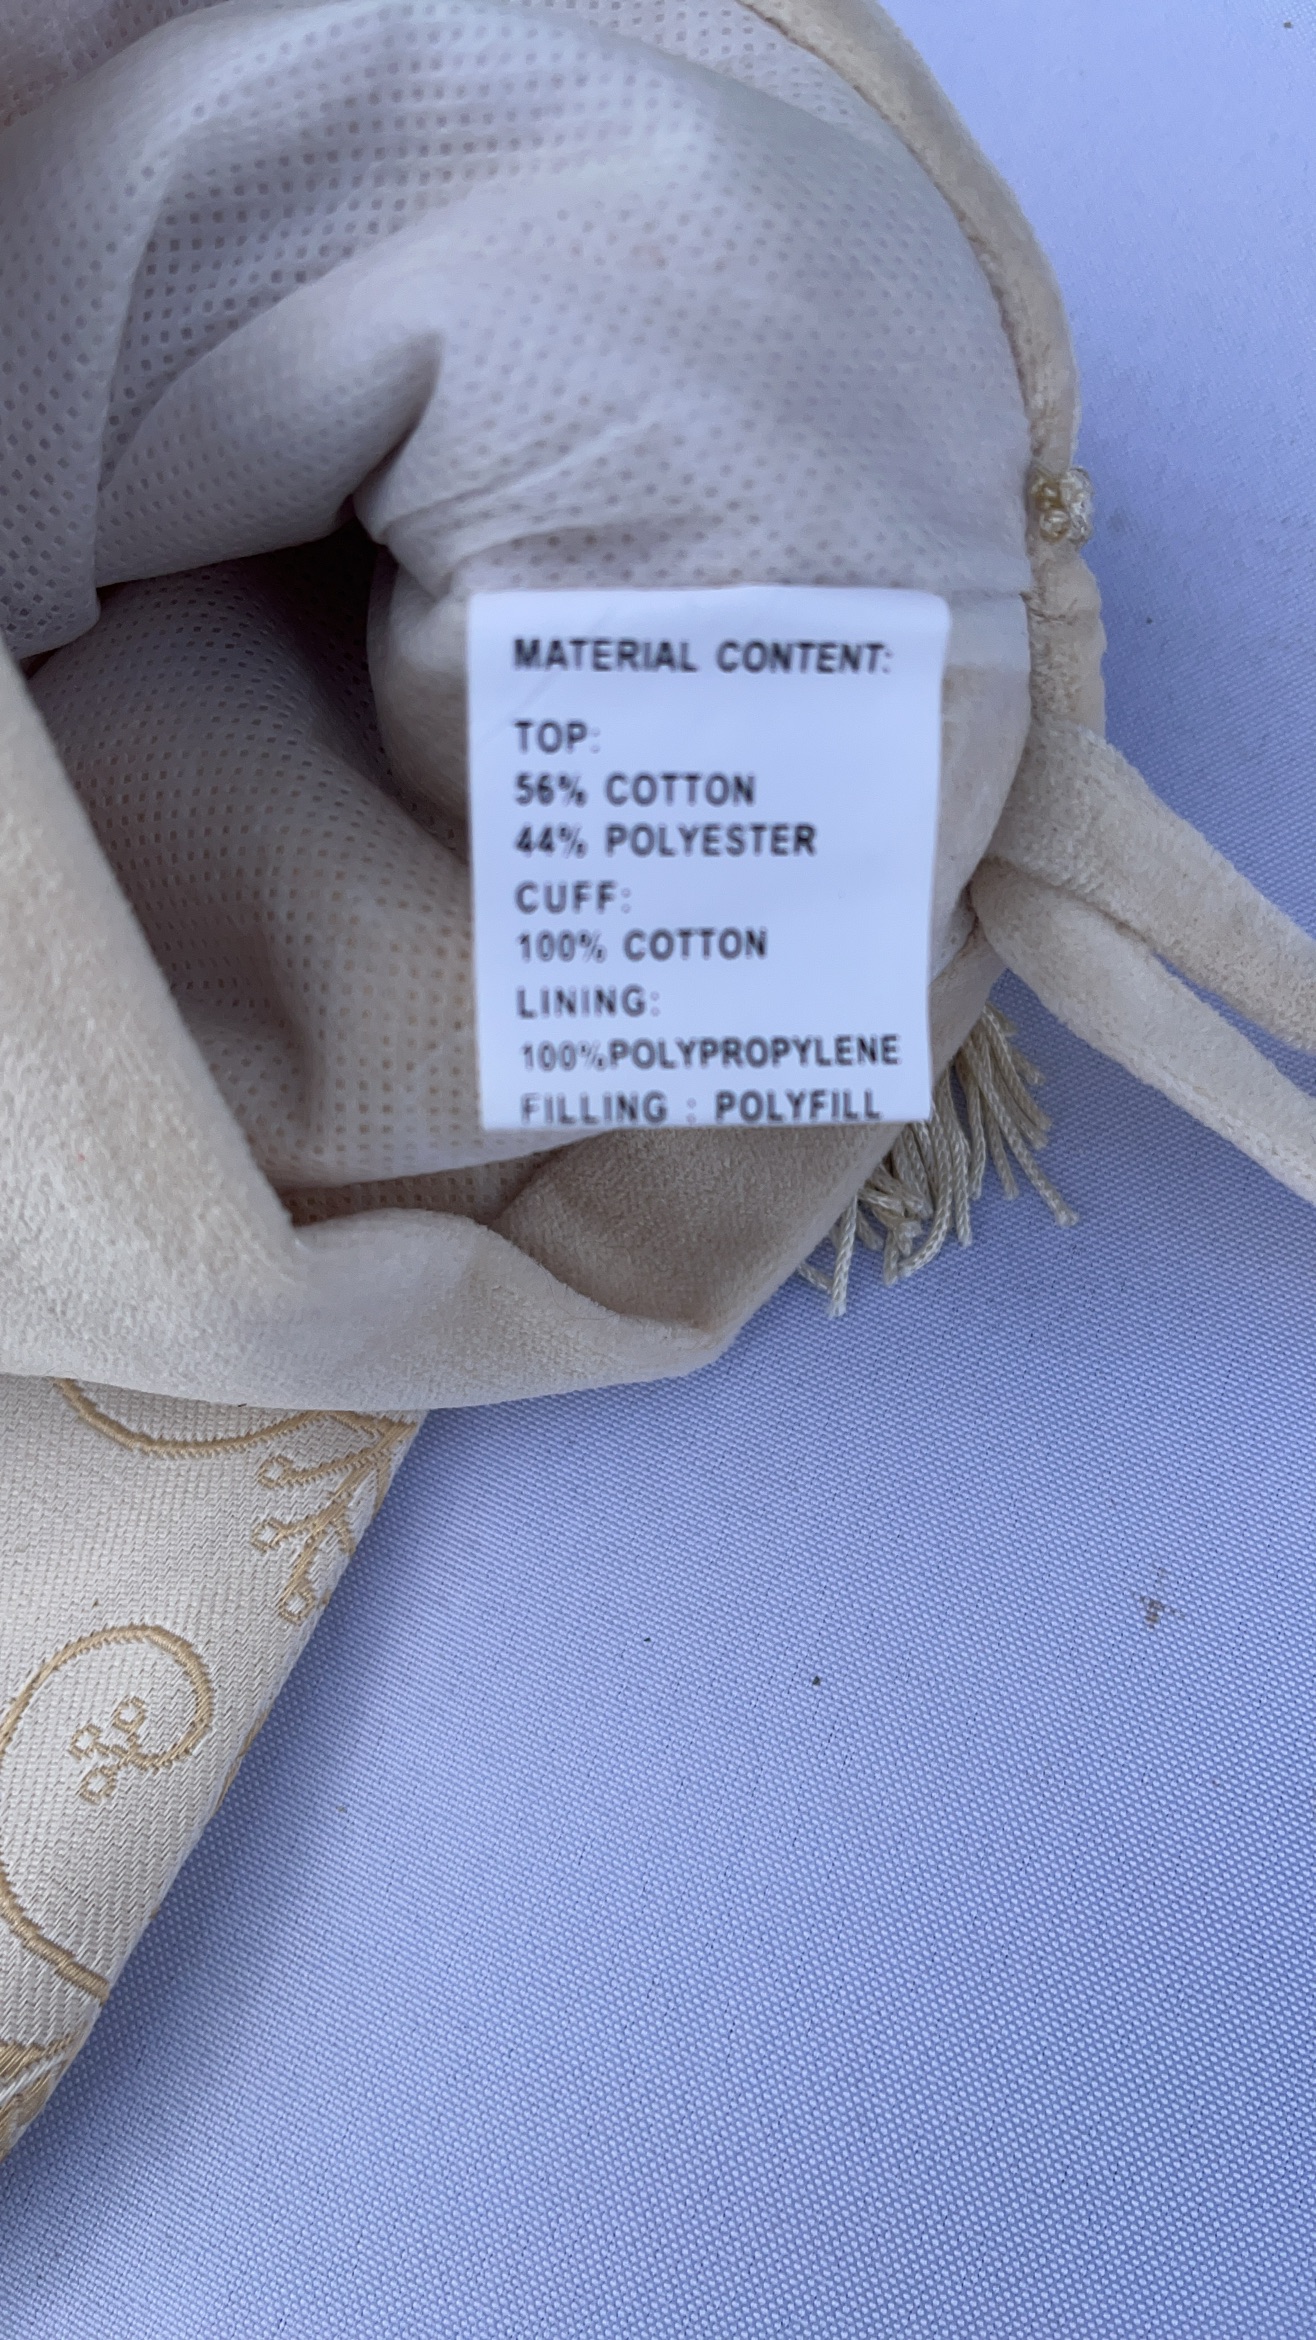 MATERIAL CONTENT:
TOP:
56% COTTON
44% POLYESTER
CUFF:
100% COTTON
LINING:
100%POLYPROPYLENE
FILLING : POLYFILL